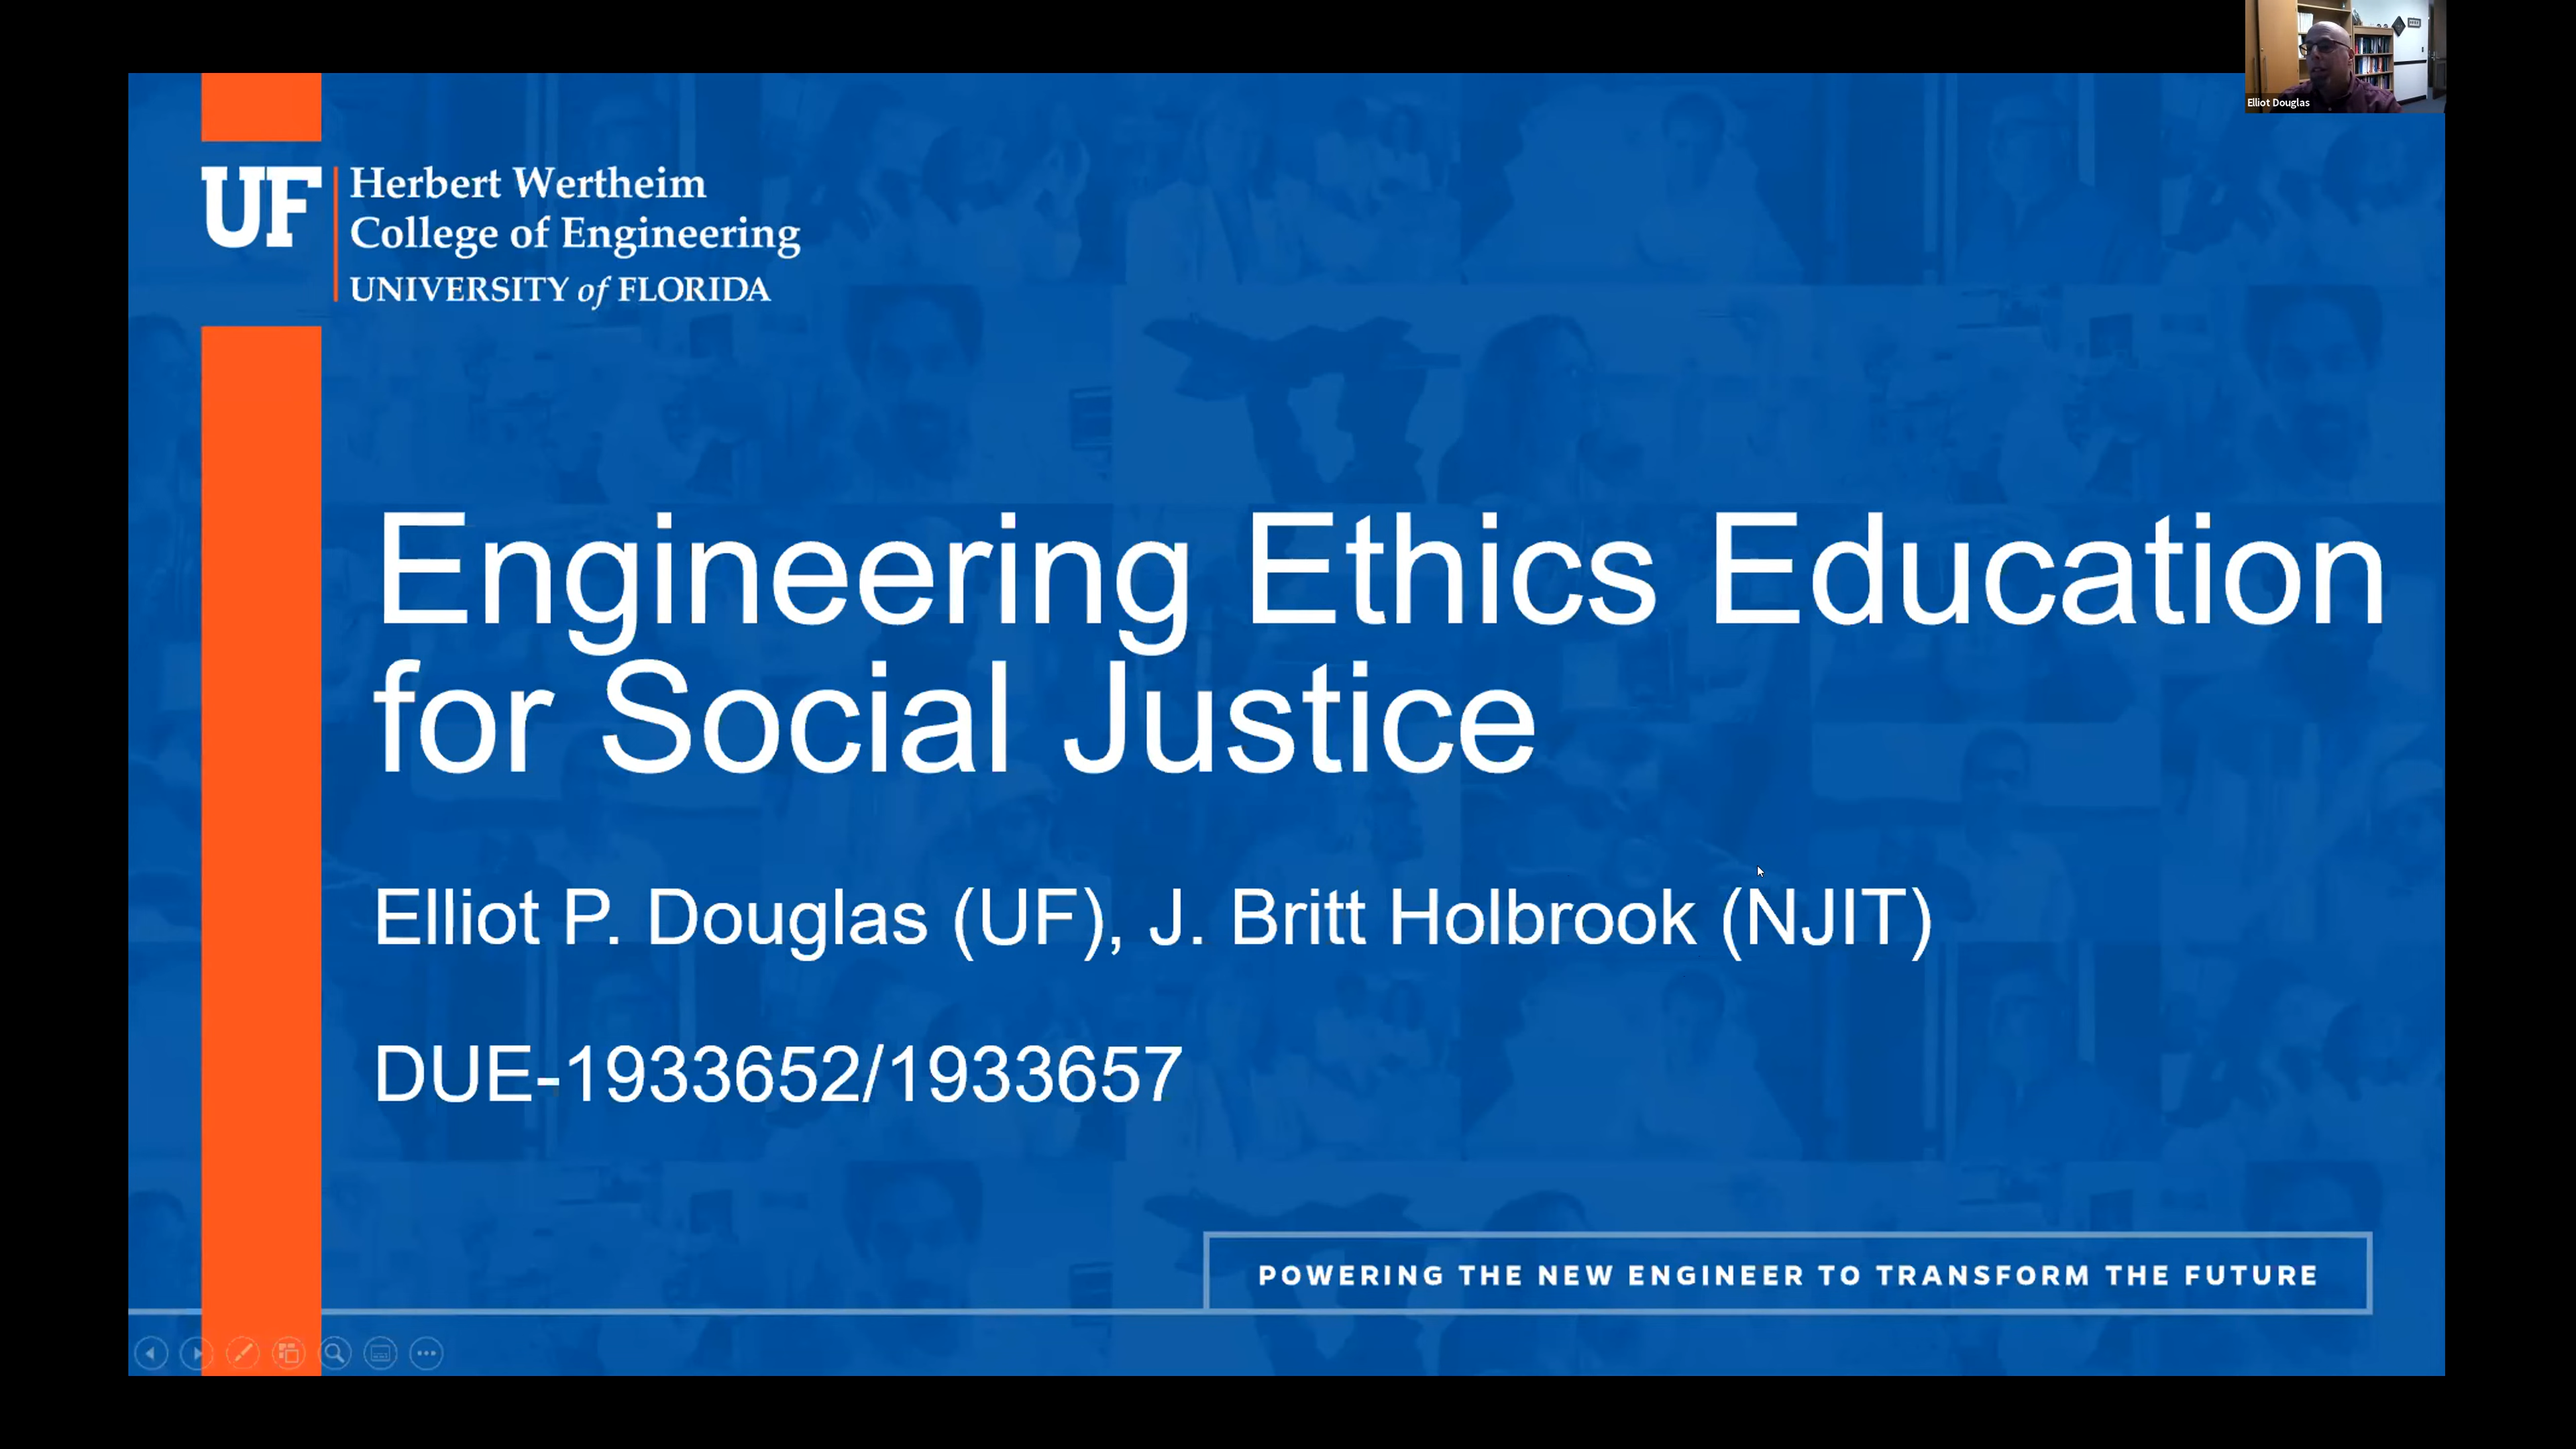 Elliot Douglas
UF
Herbert Wertheim
College of Engineering
UNIVERSITY of FLORIDA
Engineering Ethics Education
for Social Justice
Elliot P. Douglas (UF), J. Britt Holbrook (NJIT)
DUE-1933652/1933657
POWERING THE NEW ENGINEER TO TRANSFORM THE FUTURE